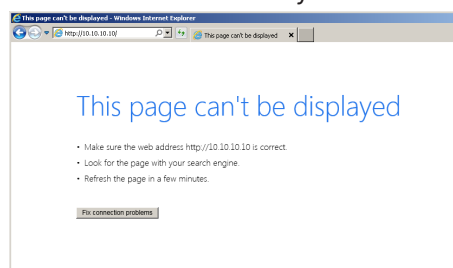 This page can't be displayed - Windows Internet Explorer
http://10.10.10.10/
This page can't be displayed
This page can't be displayed
• Make sure the web address http://10.10.10.10 is correct.
• Look for the page with your search engine.
• Refresh the page in a few minutes.
Fix connection problems